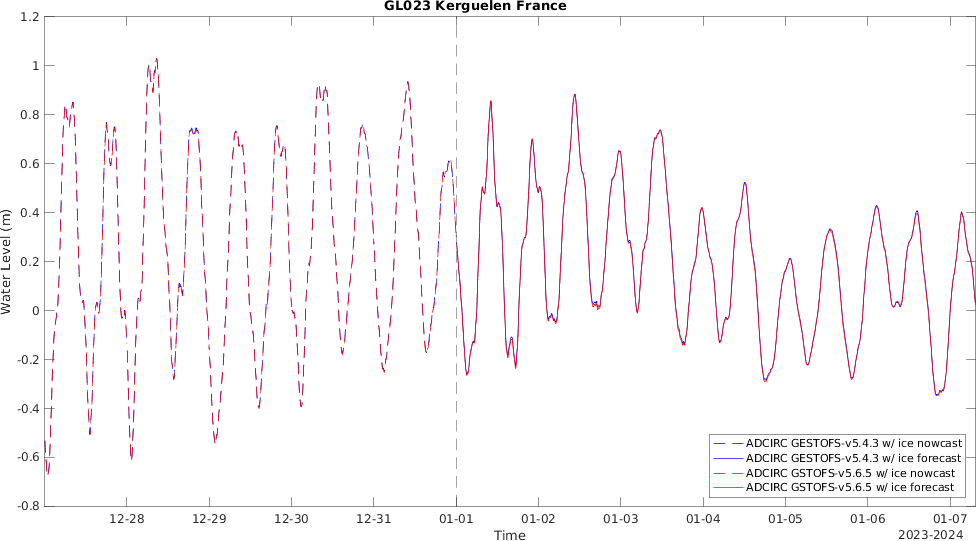 GL023 Kerguelen France
1.2
1
0.8
0.6
0.4
0.2
0
-0.2
-0.4
-0.6
-0.8
Water Level (m)
ADCIRC GESTOFS-v5.4.3 w/ ice nowcast
ADCIRC GESTOFS-v5.4.3 w/ ice forecast
ADCIRC GSTOFS-v5.6.5 w/ ice nowcast
ADCIRC GSTOFS-v5.6.5 w/ ice forecast
12-28 12-29 12-30 12-31 01-01 01-02 01-03 01-04 01-05 01-06 01-07
Time
2023-2024